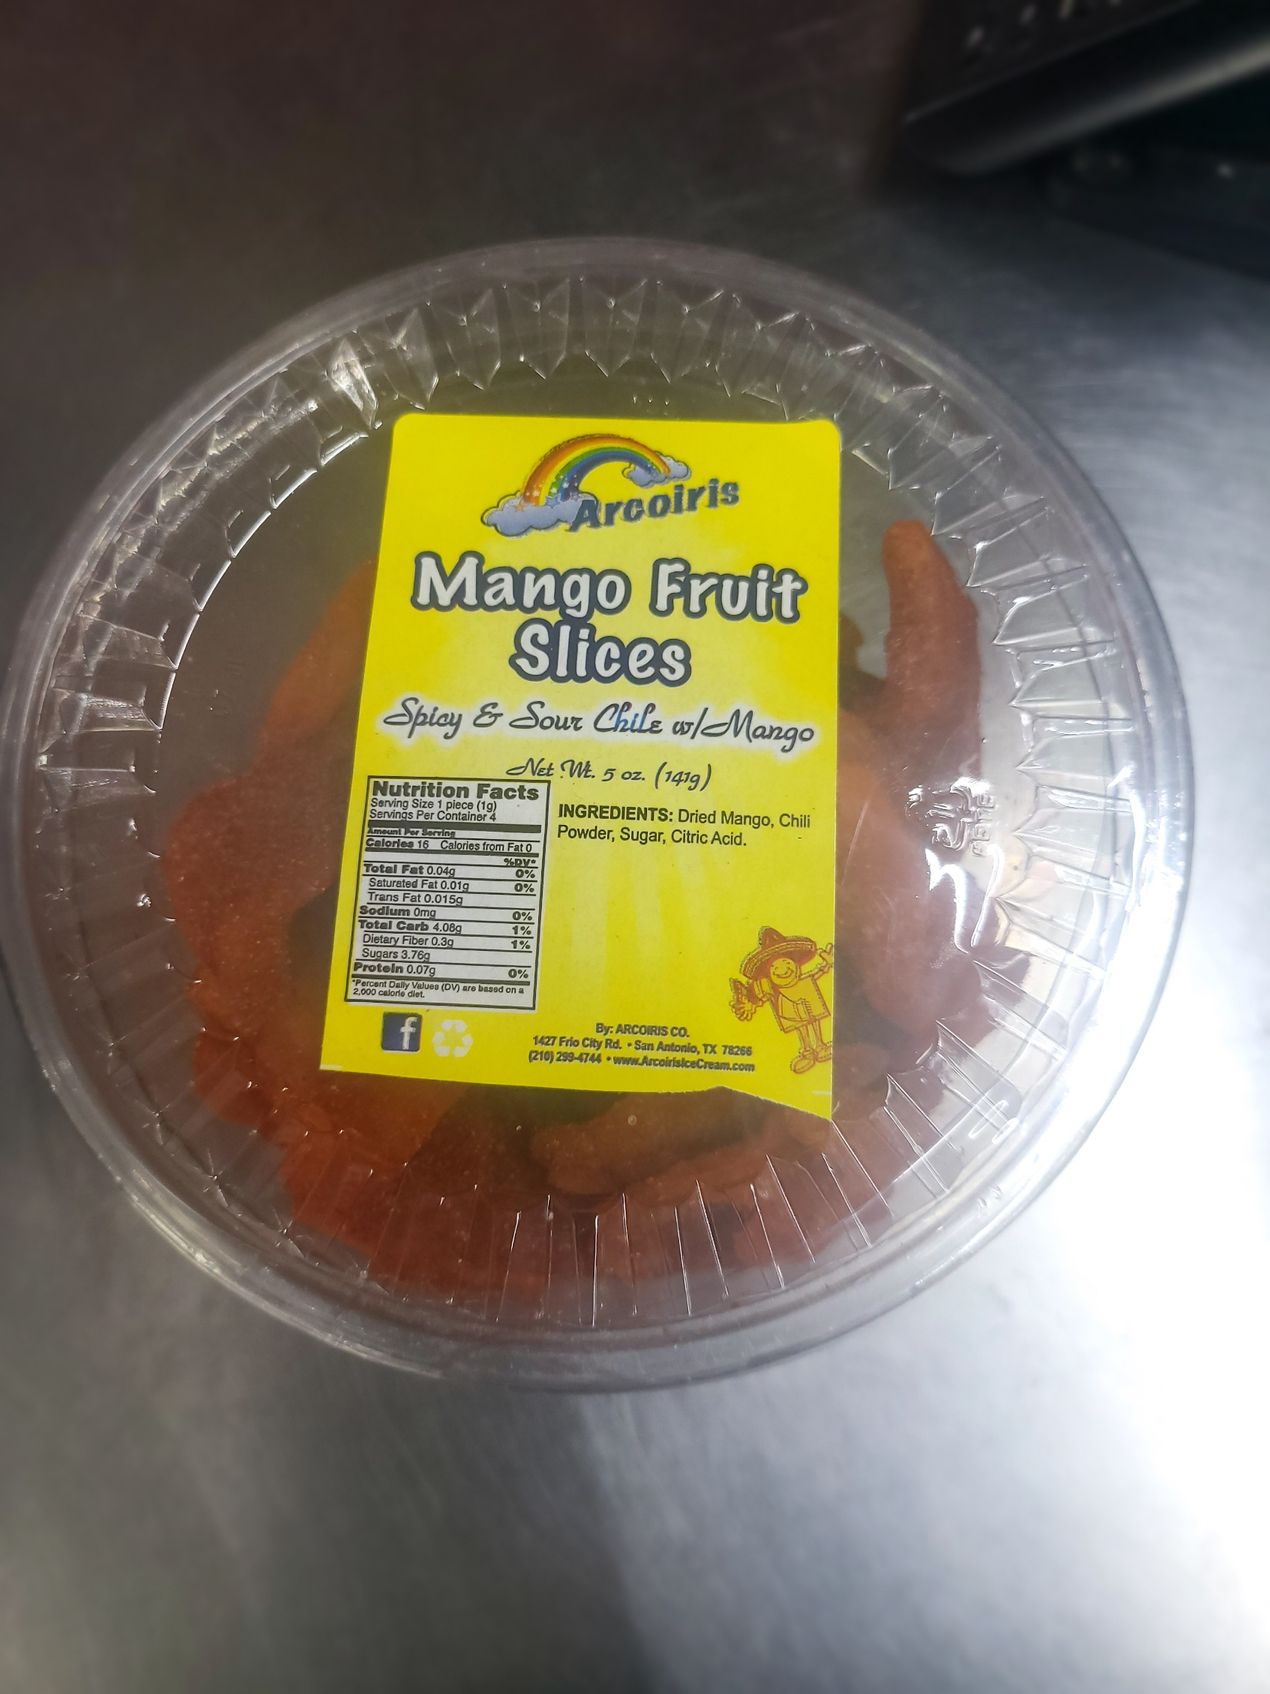 Arcoiris
Mango Fruit
Slices
Spicy & Sour Chile w/Mango
Net Wt. 5 oz. (141g)
Nutrition Facts
Serving Size 1 piece (1g)
Servings Per Container 4
Amount Per Serving
Calories 16 Calories from Fat 0
%DV*
Total Fat 0.04g 0%
Saturated Fat 0.01g 0%
Trans Fat 0.015g
Sodium 0mg 0%
Total Carb 4.08g 1%
Dietary Fiber 0.3g 1%
Sugars 3.76g
Protein 0.07g 0%
*Percent Daily Values (DV) are based on a
2,000 calorie diet.
INGREDIENTS: Dried Mango, Chili
Powder, Sugar, Citric Acid.
f
By: ARCOIRIS CO.
1427 Frio City Rd. • San Antonio, TX 78266
(210) 299-4744 • www.ArcoirisIceCream.com